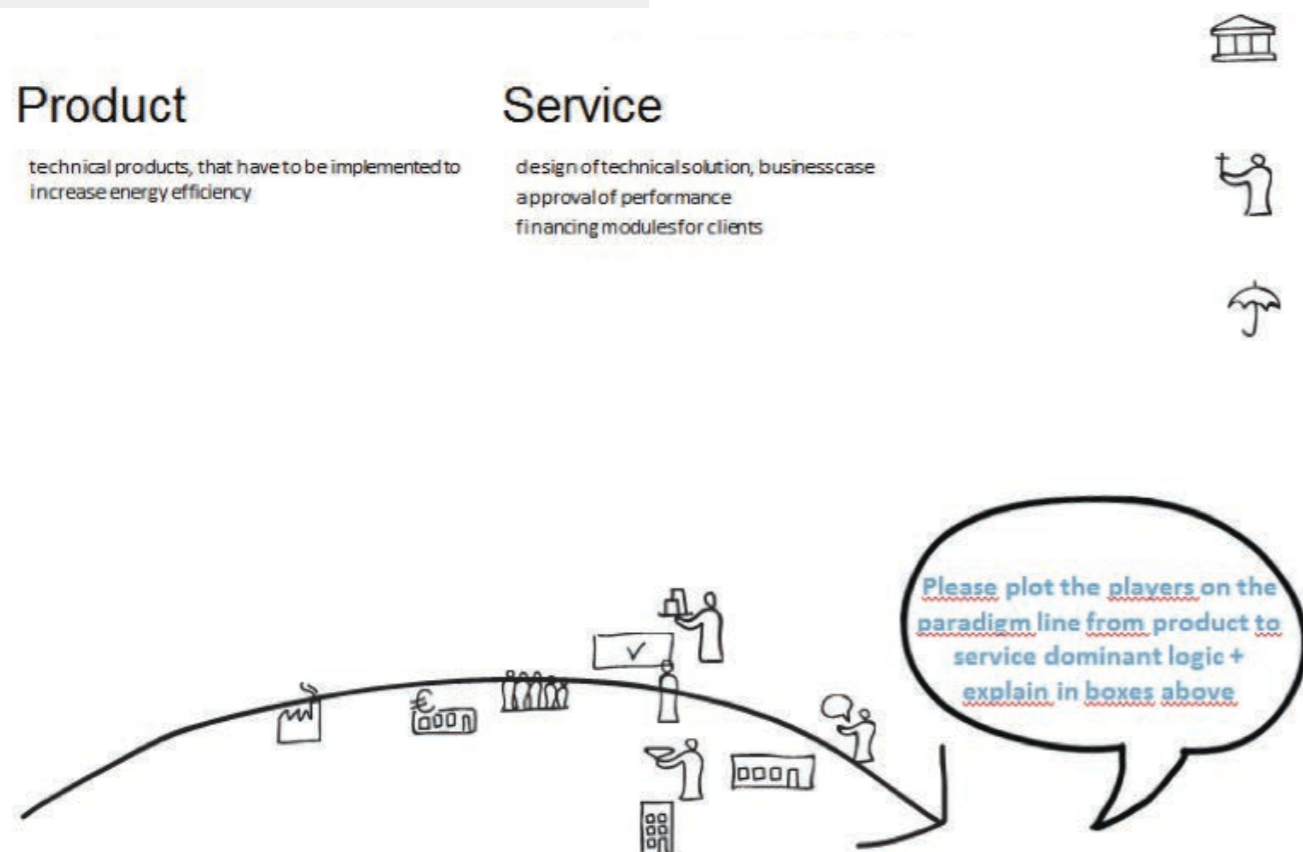 Product
technical products, that have to be implemented to
increase energy efficiency
Service
design of technical solution, business case
approval of performance
financing modules for clients
€
Please plot the players on the
paradigm line from product to
service dominant logic +
explain in boxes above